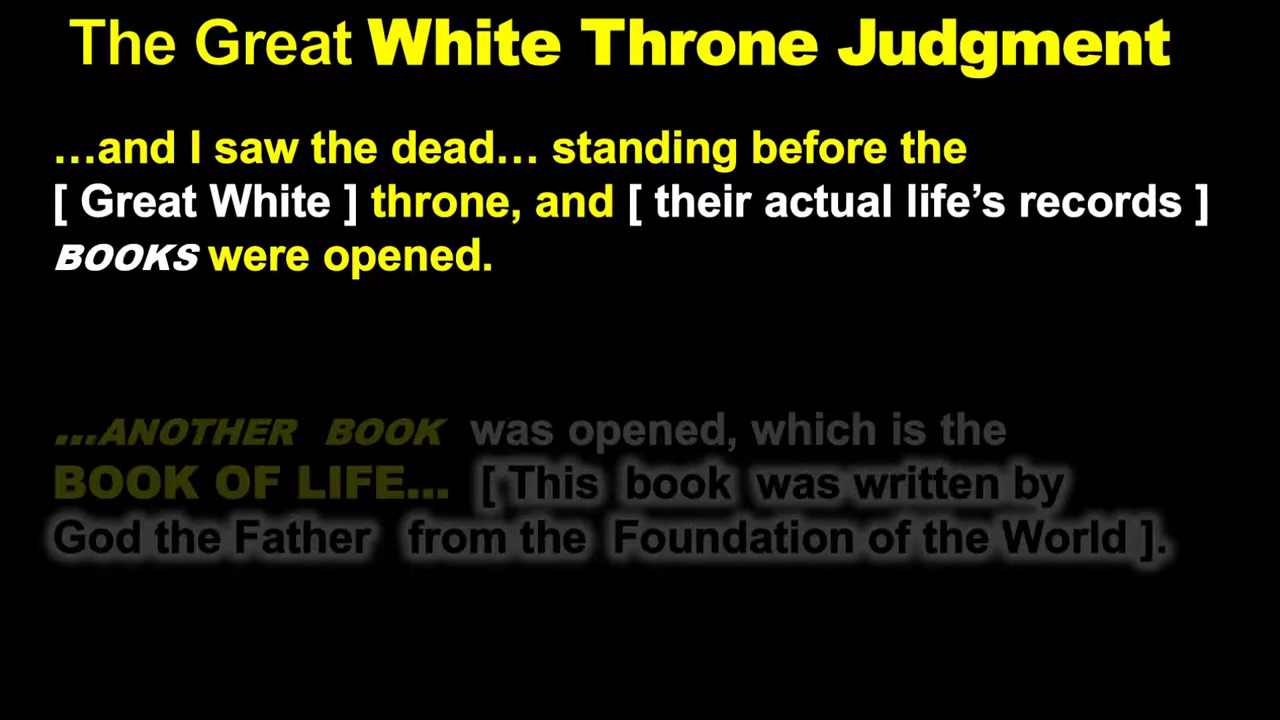 The Great White Throne Judgment
…and I saw the dead… standing before the
[ Great White ] throne, and [ their actual life’s records ]
BOOKS were opened.
…ANOTHER BOOK was opened, which is the
BOOK OF LIFE… [ This book was written by
God the Father from the Foundation of the World ].